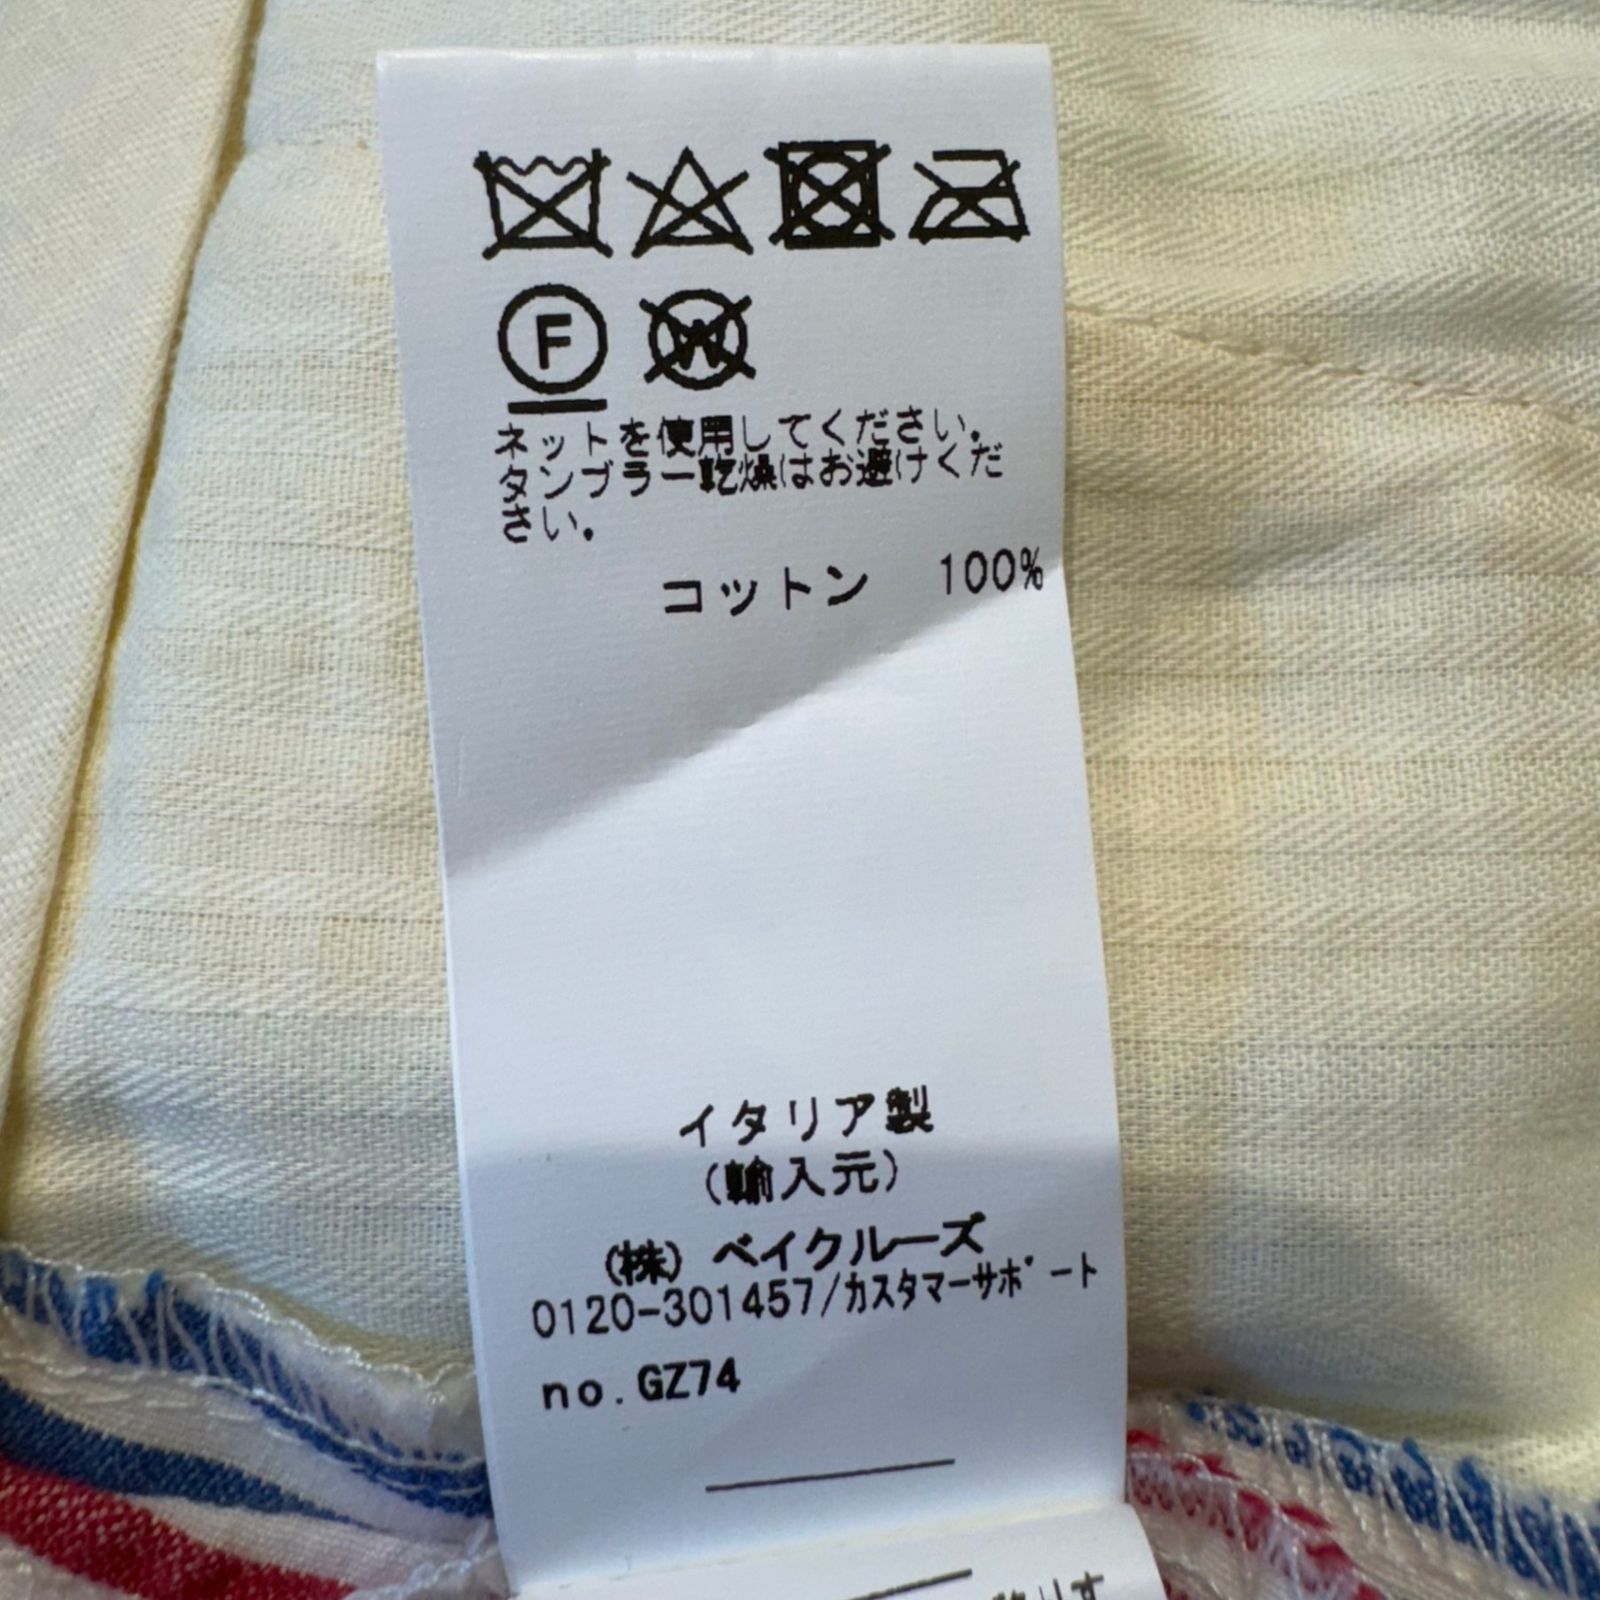 F W
ネットを使用してください。
タンブラー乾燥はお避けくだ
さい。
コットン 100%
イタリア製
(輸入元)
(株) ベイクルーズ
0120-301457/カスタマーサポート
no.GZ74